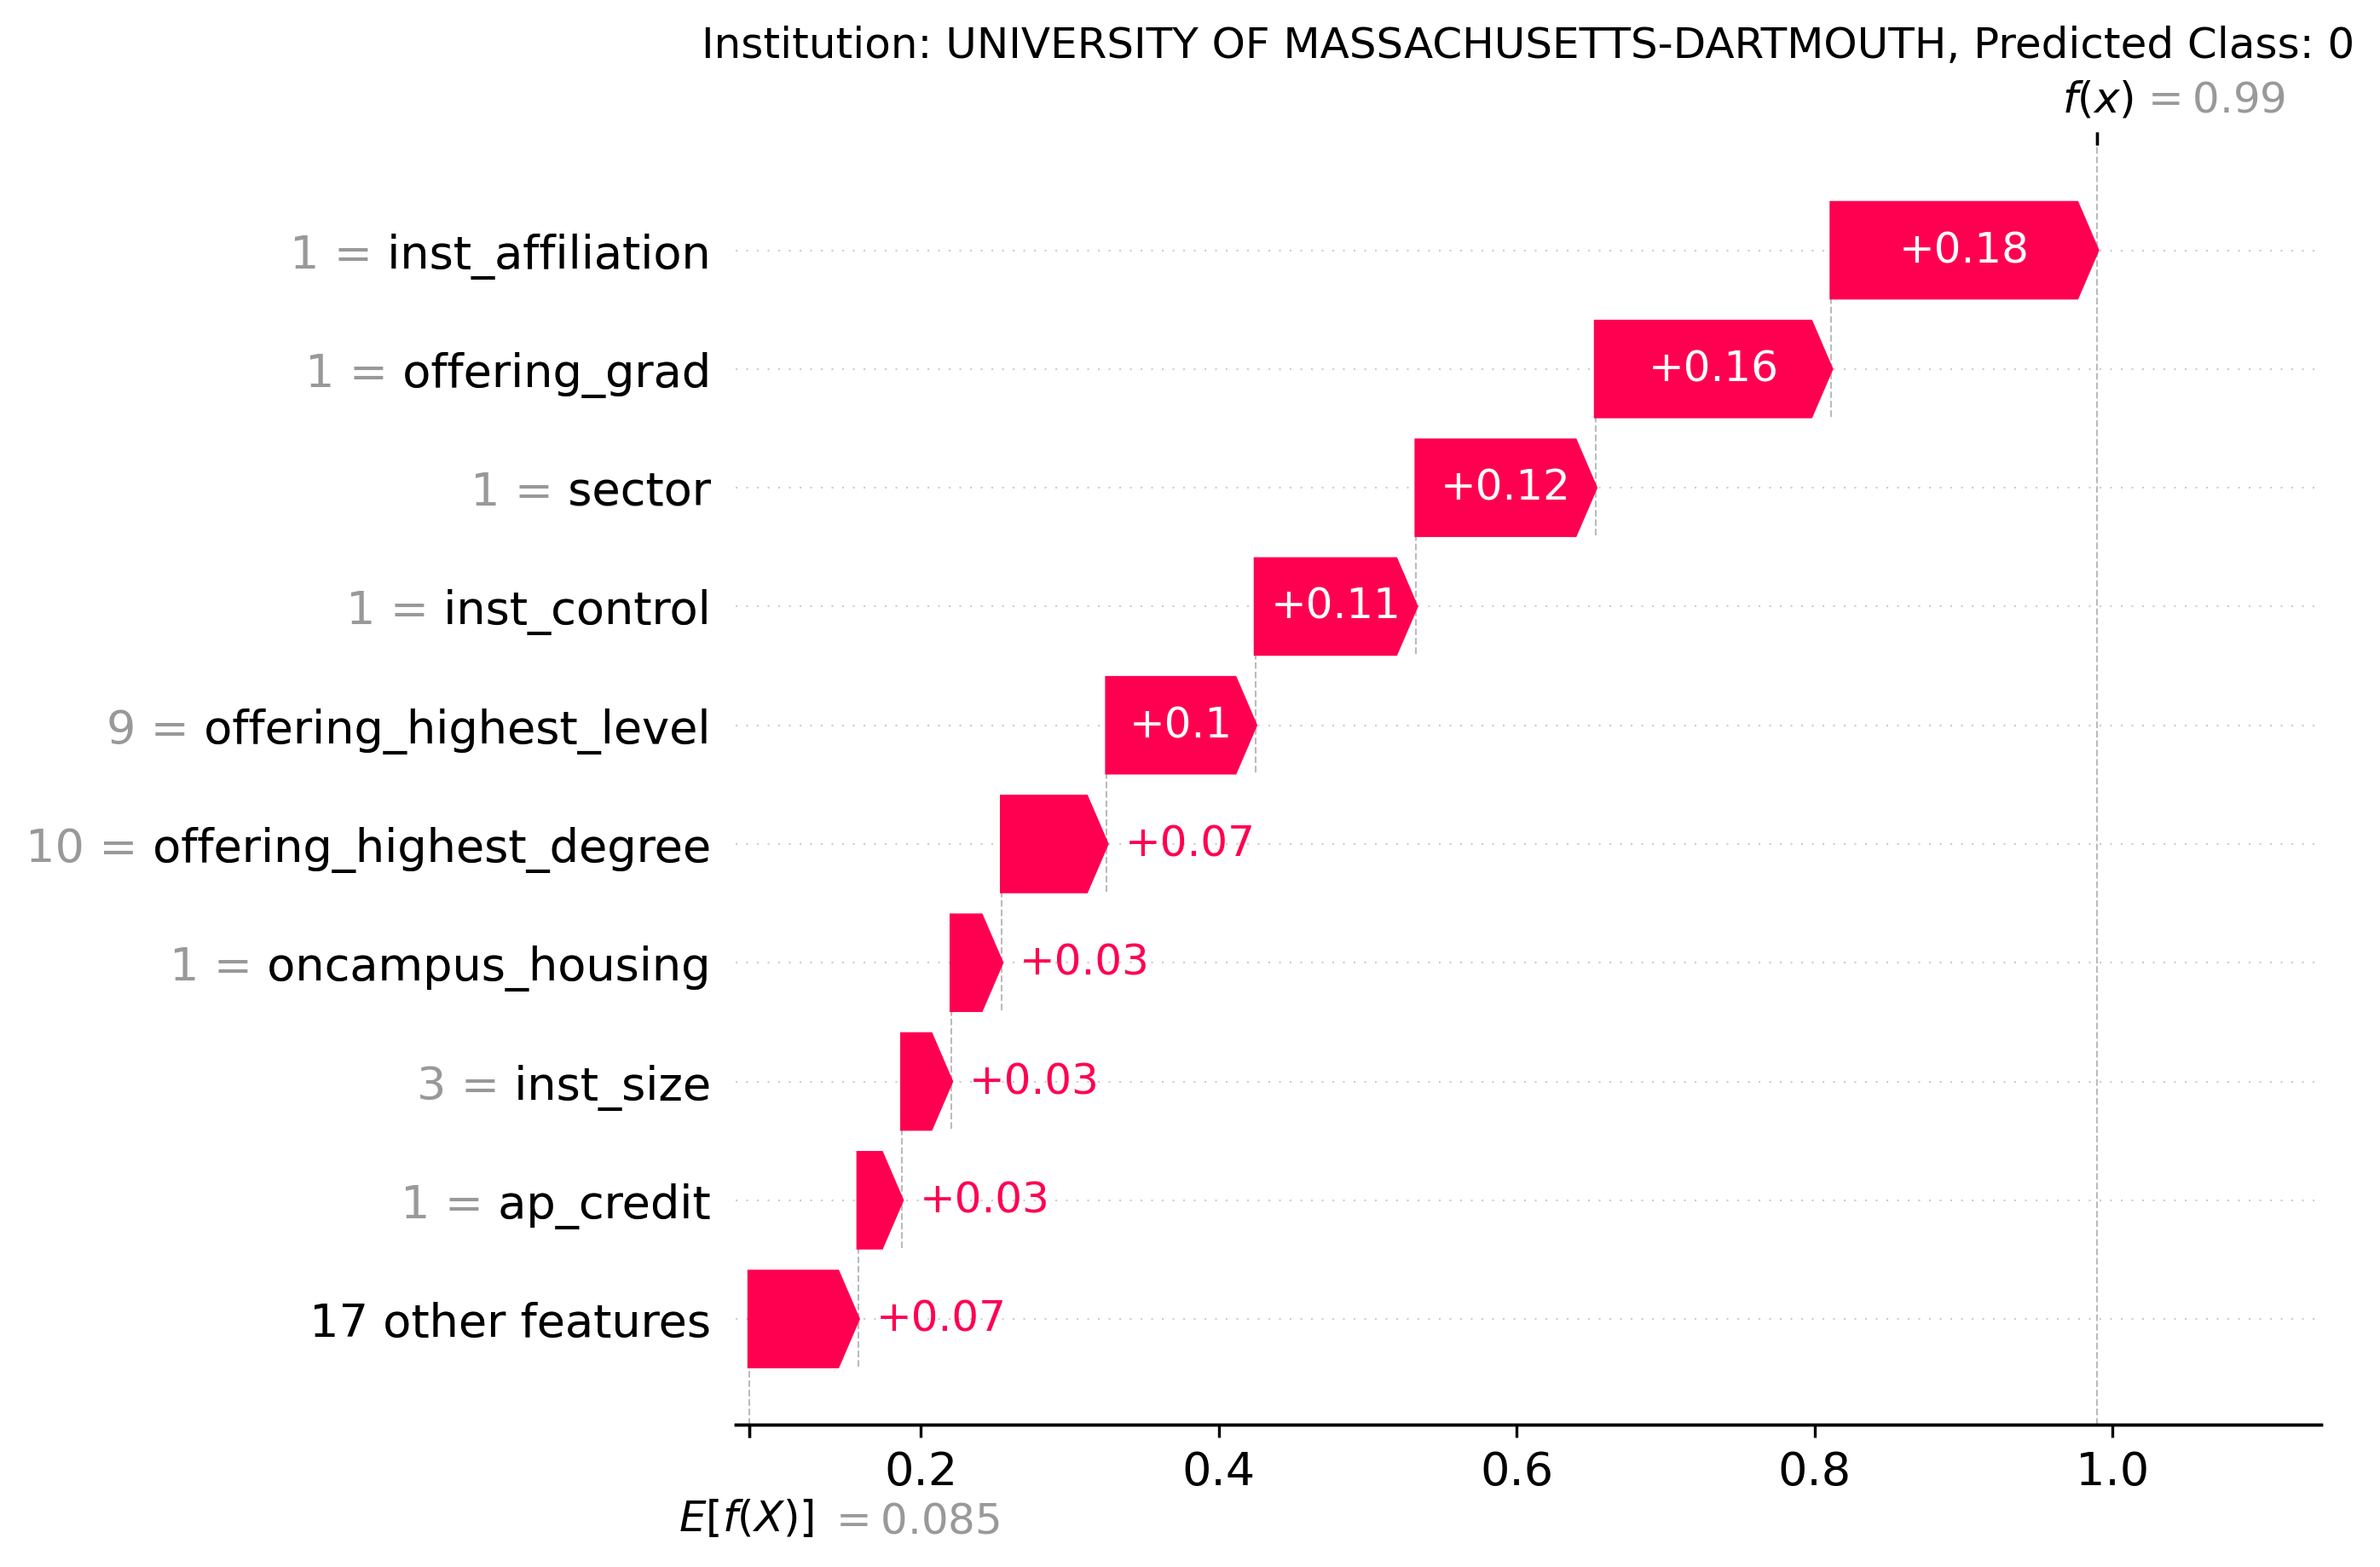 Institution: UNIVERSITY OF MASSACHUSETTS-DARTMOUTH, Predicted Class: 0
f(x) = 0.99
1 = inst_affiliation +0.18
1 = offering_grad +0.16
1 = sector +0.12
1 = inst_control +0.11
9 = offering_highest_level +0.1
10 = offering_highest_degree +0.07
1 = oncampus_housing +0.03
3 = inst_size +0.03
1 = ap_credit +0.03
17 other features +0.07
0.2 0.4 0.6 0.8 1.0
E[f(X)] = 0.085